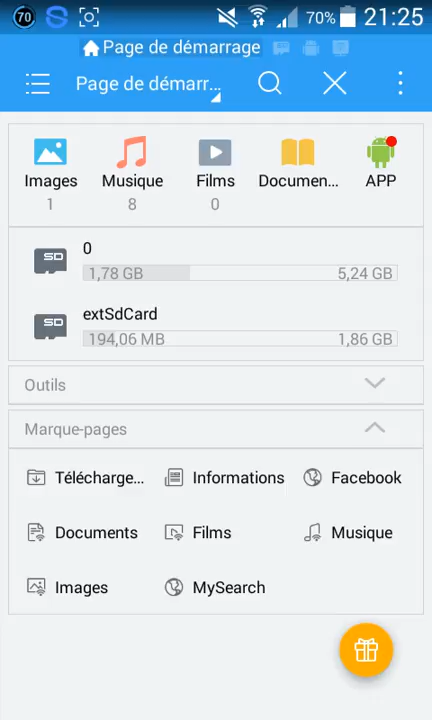 70 70% 21:25
Page de démarrage
Page de démarr...
Images Musique Films Documen... APP
1 8 0
SD 0
1,78 GB 5,24 GB
SD extSdCard
194,06 MB 1,86 GB
Outils
Marque-pages
Télécharge... Informations Facebook
Documents Films Musique
Images MySearch